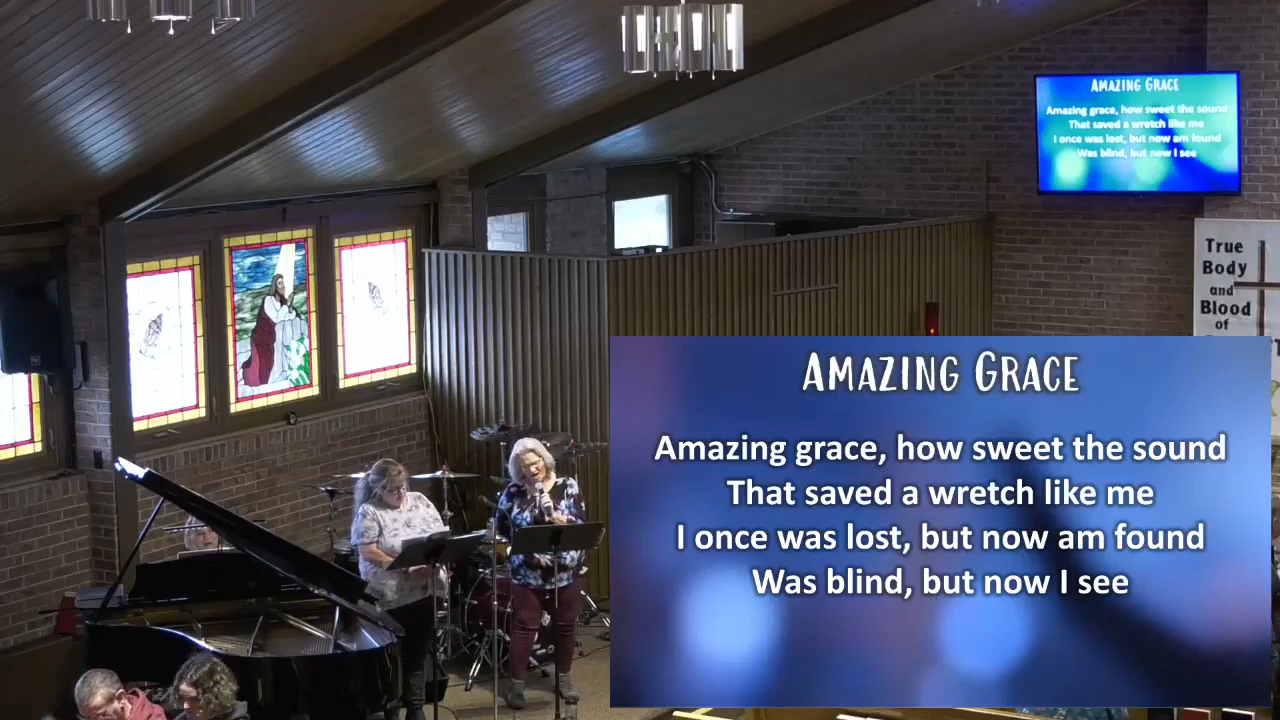 AMAZING GRACE
Amazing grace, how sweet the sound
That saved a wretch like me
I once was lost, but now am found
Was blind, but now I see
True
Body
and
Blood
of
AMAZING GRACE
Amazing grace, how sweet the sound
That saved a wretch like me
I once was lost, but now am found
Was blind, but now I see